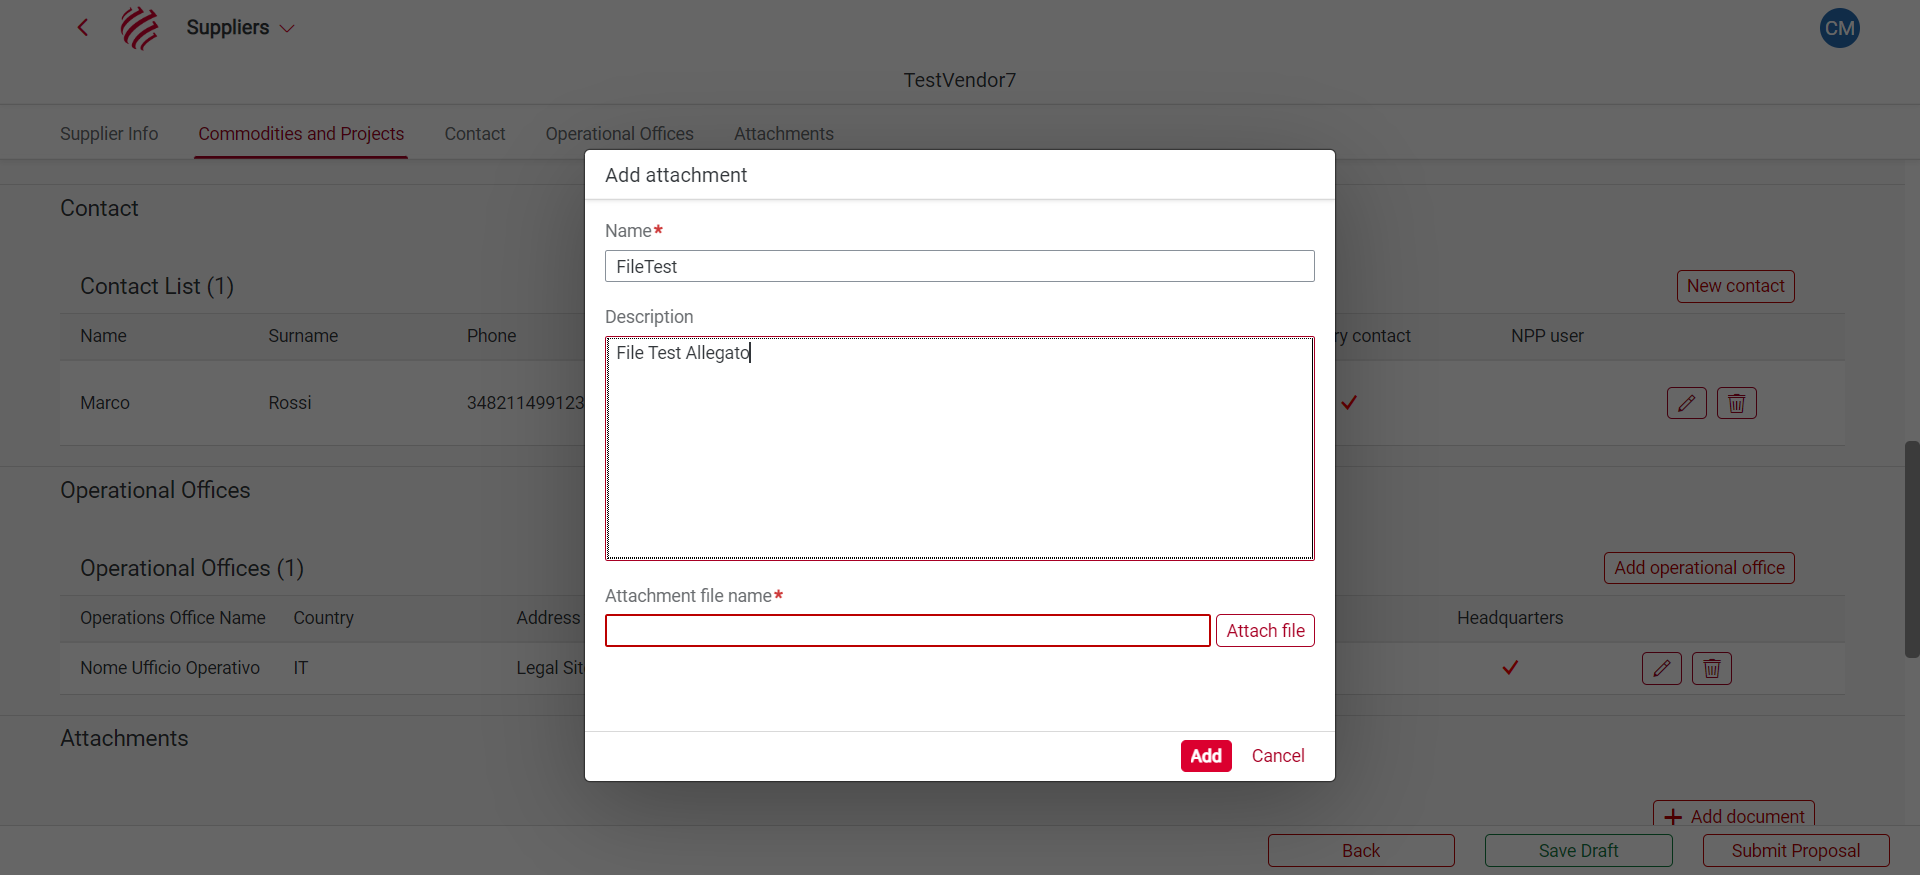 Suppliers
CM
TestVendor7
Supplier Info Commodities and Projects Contact Operational Offices Attachments
Add attachment
Contact
Name*
FileTest
Contact List (1) New contact
Description
Name Surname Phone ry contact NPP user
File Test Allegato
Marco Rossi 348211499123
Operational Offices
Operational Offices (1) Add operational office
Attachment file name*
Operations Office Name Country Address Headquarters
Attach file
Nome Ufficio Operativo IT Legal Sit
Attachments
Add Cancel
Add document
Back Save Draft Submit Proposal